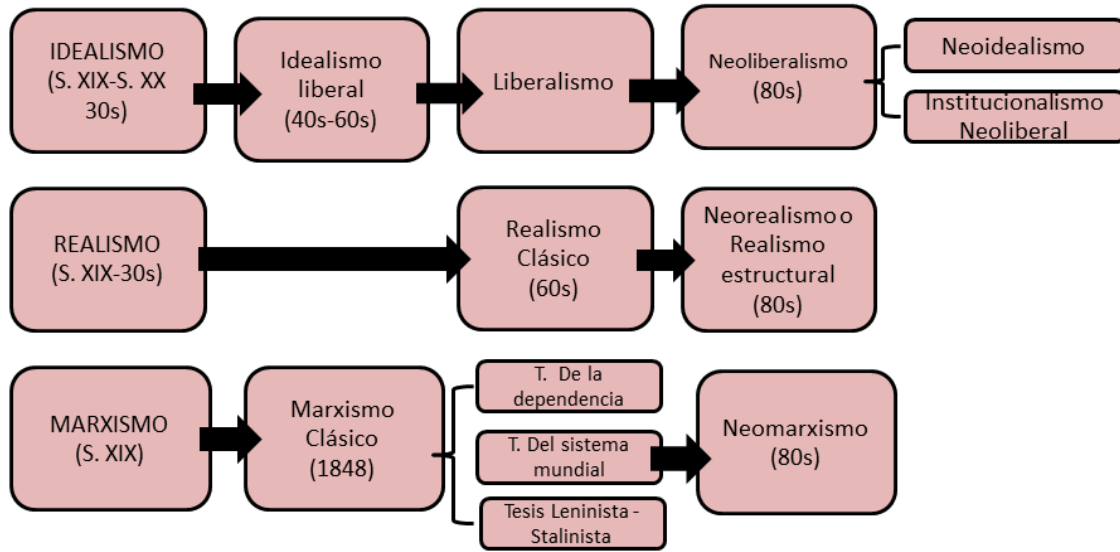 IDEALISMO
(S. XIX-S. XX
30s)
Idealismo
liberal
(40s-60s)
Liberalismo
Neoliberalismo
(80s)
Neoidealismo
Institucionalismo
Neoliberal
REALISMO
(S. XIX-30s)
Realismo
Clásico
(60s)
Neorealismo o
Realismo
estructural
(80s)
MARXISMO
(S. XIX)
Marxismo
Clásico
(1848)
T. De la
dependencia
T. Del sistema
mundial
Tesis Leninista -
Stalinista
Neomarxismo
(80s)